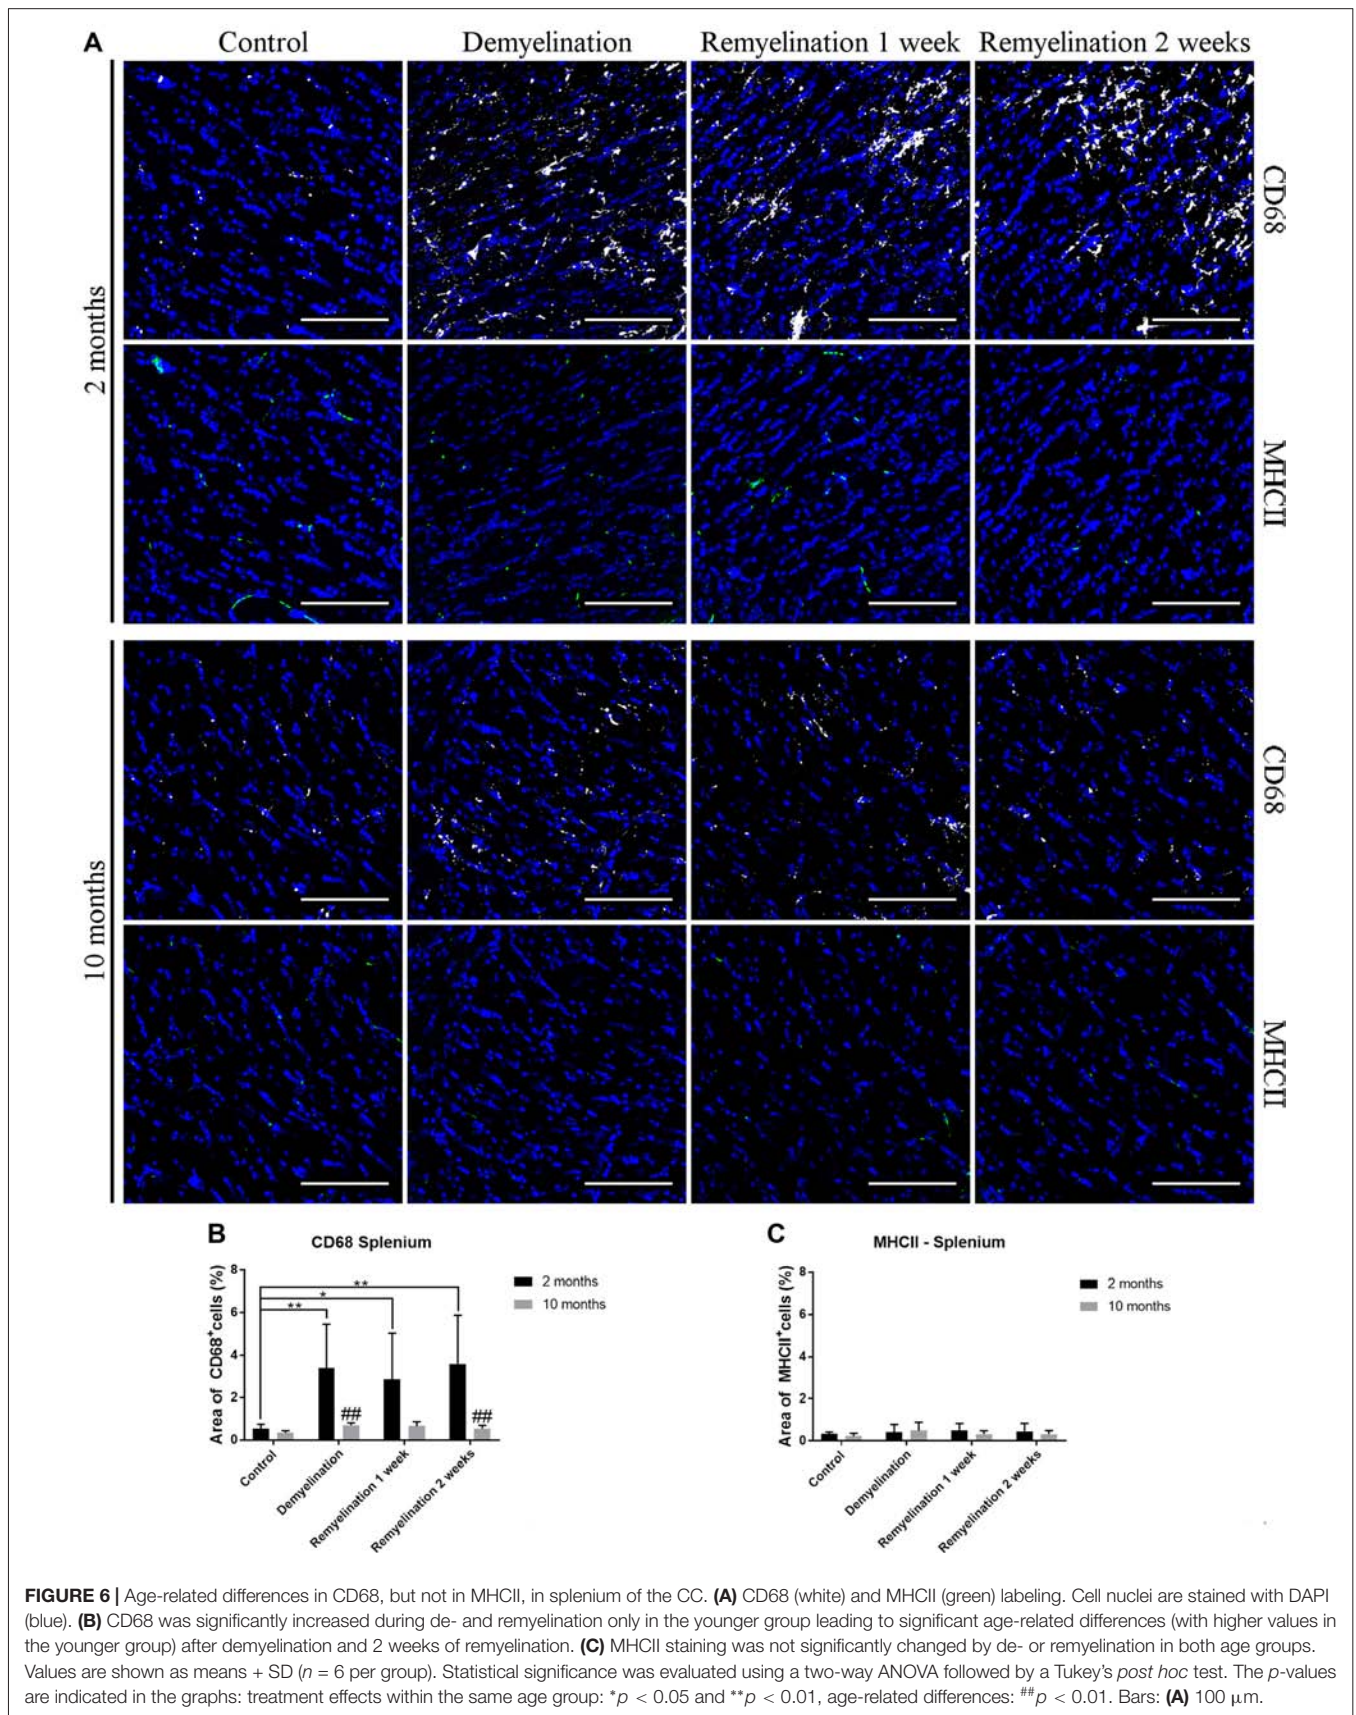 A
Control Demyelination Remyelination 1 week Remyelination 2 weeks
2 months
CD68
MHCII
10 months
CD68
MHCII
B
CD68 Splenium
Area of CD68⁺cells (%)
8
6
4
2
0
**
*
**
##
##
2 months
10 months
Control
Demyelination
Remyelination 1 week
Remyelination 2 weeks
C
MHCII - Splenium
Area of MHCII⁺cells (%)
8
6
4
2
0
2 months
10 months
Control
Demyelination
Remyelination 1 week
Remyelination 2 weeks
FIGURE 6 | Age-related differences in CD68, but not in MHCII, in splenium of the CC. (A) CD68 (white) and MHCII (green) labeling. Cell nuclei are stained with DAPI
(blue). (B) CD68 was significantly increased during de- and remyelination only in the younger group leading to significant age-related differences (with higher values in
the younger group) after demyelination and 2 weeks of remyelination. (C) MHCII staining was not significantly changed by de- or remyelination in both age groups.
Values are shown as means + SD (n = 6 per group). Statistical significance was evaluated using a two-way ANOVA followed by a Tukey's post hoc test. The p-values
are indicated in the graphs: treatment effects within the same age group: *p < 0.05 and **p < 0.01, age-related differences: ##p < 0.01. Bars: (A) 100 μm.